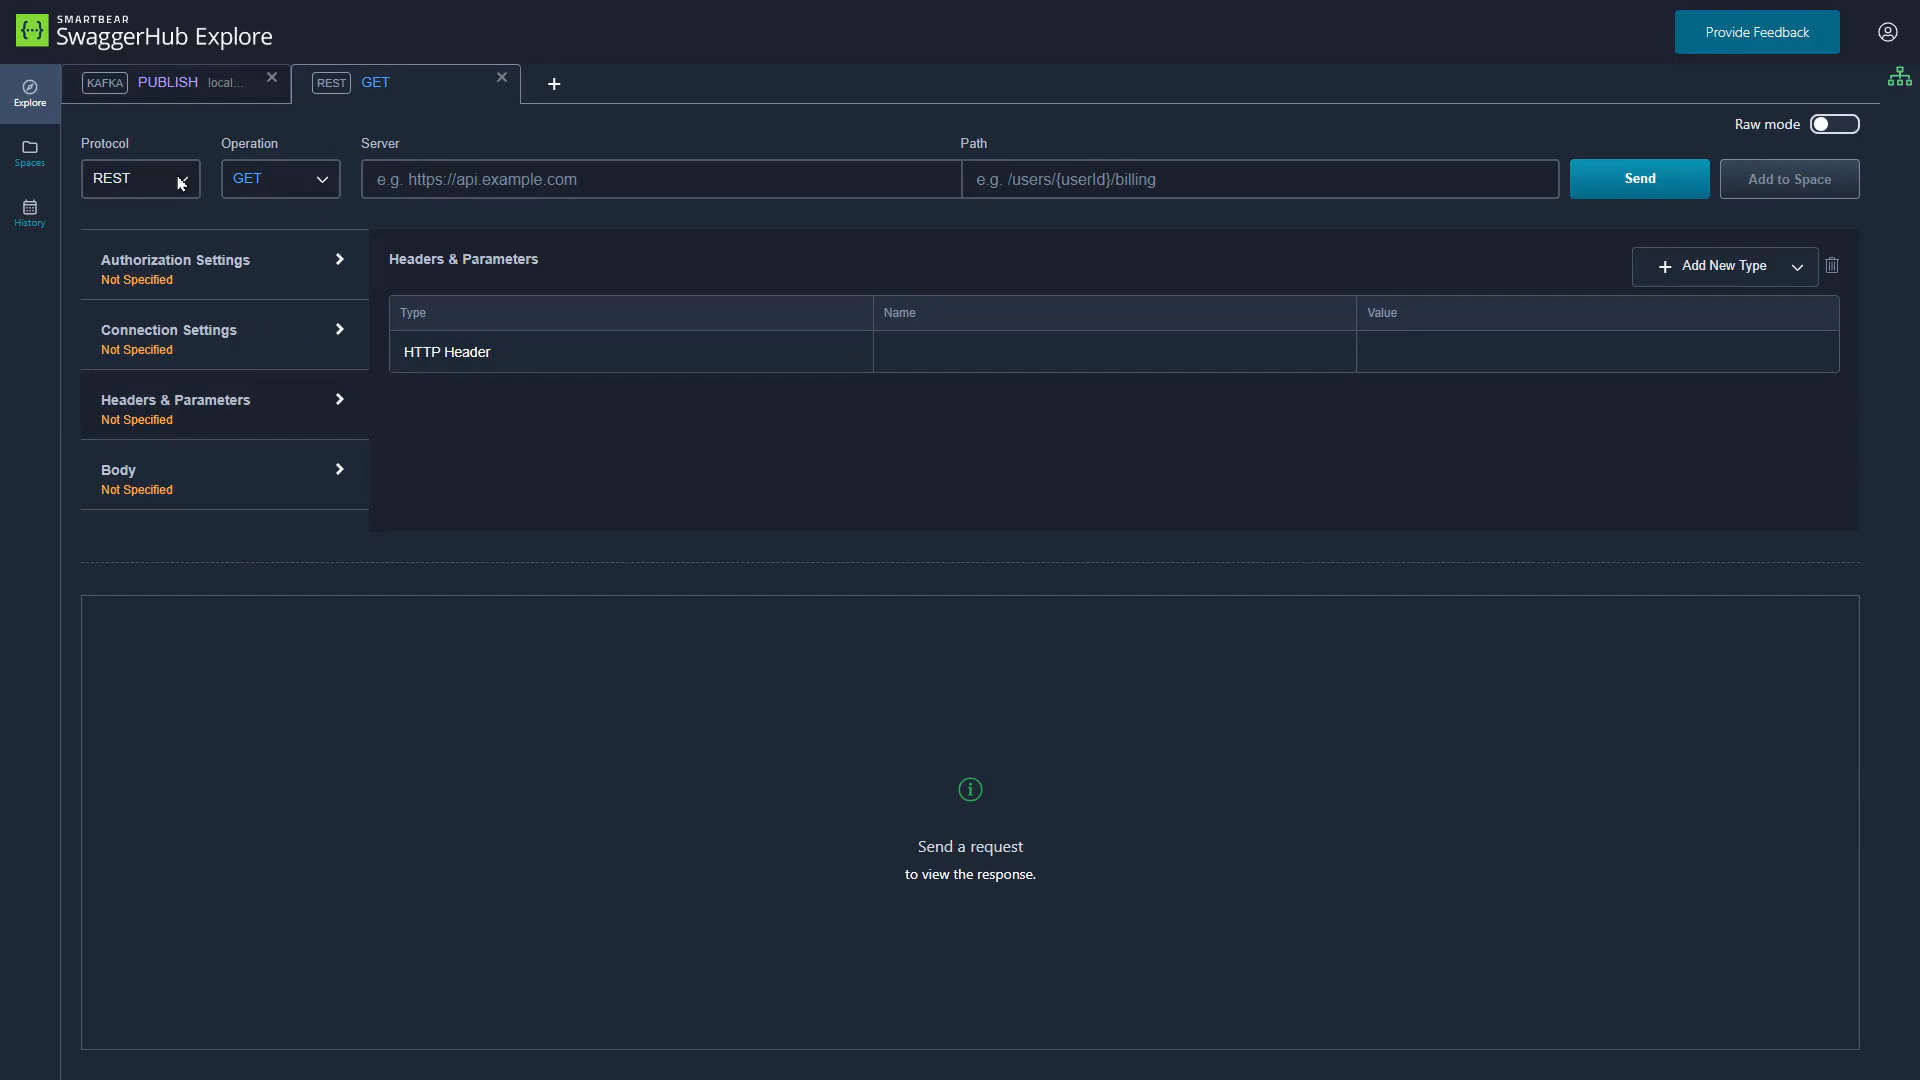 SMARTBEAR
SwaggerHub Explore
Provide Feedback
KAFKA PUBLISH local...
REST GET
Explore
Spaces
History
Raw mode
Protocol Operation Server Path
REST GET e.g. https://api.example.com e.g. /users/{userId}/billing Send Add to Space
Authorization Settings
Not Specified
Connection Settings
Not Specified
Headers & Parameters
Not Specified
Body
Not Specified
Headers & Parameters
Add New Type
Type Name Value
HTTP Header
Send a request
to view the response.